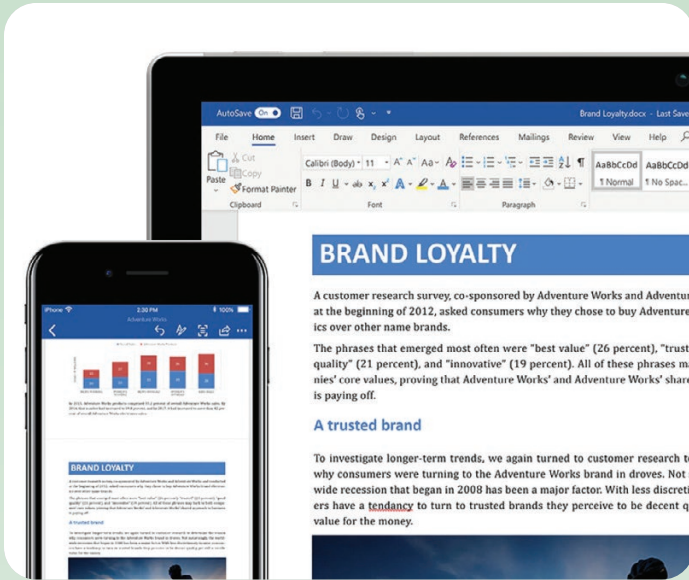 AutoSave On
Brand Loyalty.docx - Last Save
File Home Insert Draw Design Layout References Mailings Review View Help
Cut
Copy
Paste
Format Painter
Calibri (Body) 11
AaBbCcDd AaBbCcDd
¶ Normal ¶ No Spac...
Clipboard Font Paragraph
BRAND LOYALTY
A customer research survey, co-sponsored by Adventure Works and Adventur
at the beginning of 2012, asked consumers why they chose to buy Adventure
ics over other name brands.
The phrases that emerged most often were "best value" (26 percent), "trust
quality" (21 percent), and "innovative" (19 percent). All of these phrases ma
nies' core values, proving that Adventure Works' and Adventure Works' share
is paying off.
A trusted brand
To investigate longer-term trends, we again turned to customer research to
why consumers were turning to the Adventure Works brand in droves. Not
wide recession that began in 2008 has been a major factor. With less discreti
ers have a tendancy to turn to trusted brands they perceive to be decent q
value for the money.
iPhone 2:30 PM 100%
Adventure Works
BRAND LOYALTY
A trusted brand